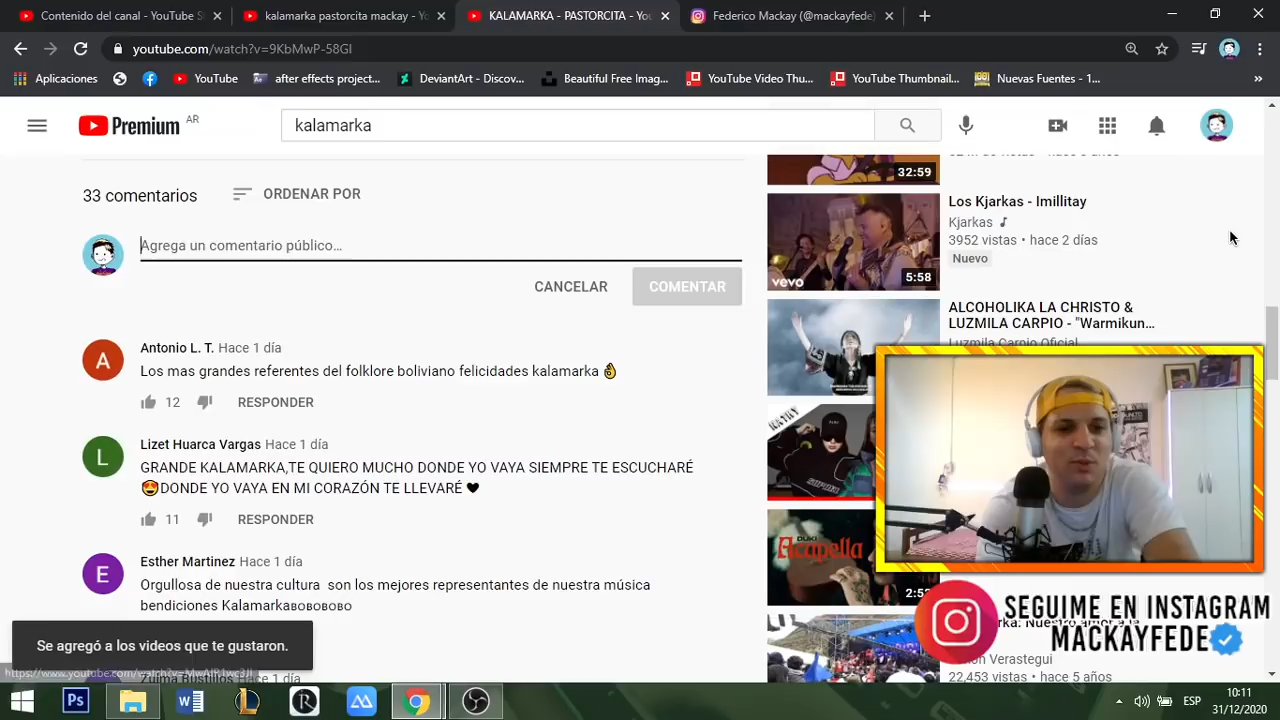 kalamarka - YouTube
KALAMARKA - PASTORCITA - You
Federico Mackay (@mackayfede)
youtube.com/watch?v=9KbMwP-58GI
Aplicaciones
YouTube
after effects project...
DeviantArt - Discov...
Beautiful Free Imag...
YouTube Video Thu...
YouTube Thumbnail...
Nuevas Fuentes - 1...
»
Premium AR
kalamarka
32:59
33 comentarios
ORDENAR POR
Los Kjarkas - Imillitay
Kjarkas
3952 vistas • hace 2 días
Nuevo
vevo
5:58
Agrega un comentario público...
CANCELAR
COMENTAR
ALCOHOLIKA LA CHRISTO &
LUZMILA CARPIO - "Warmikun...
Luzmila Carpio Oficial
A
Antonio L. T. Hace 1 día
Los mas grandes referentes del folklore boliviano felicidades kalamarka 👌
12
RESPONDER
L
Lizet Huarca Vargas Hace 1 día
GRANDE KALAMARKA,TE QUIERO MUCHO DONDE YO VAYA SIEMPRE TE ESCUCHARÉ
😍DONDE YO VAYA EN MI CORAZÓN TE LLEVARÉ ❤
11
RESPONDER
E
Esther Martinez Hace 1 día
Orgullosa de nuestra cultura son los mejores representantes de nuestra música
bendiciones Kalamarkaʙᴏʙᴏʙᴏʙᴏ
DUKI
Acapella
Se agregó a los videos que te gustaron.
SEGUIME EN INSTAGRAM
MACKAYFEDE
Verastegui
22,453 vistas • hace 5 años
Ps
W
R
ESP
10:11
31/12/2020